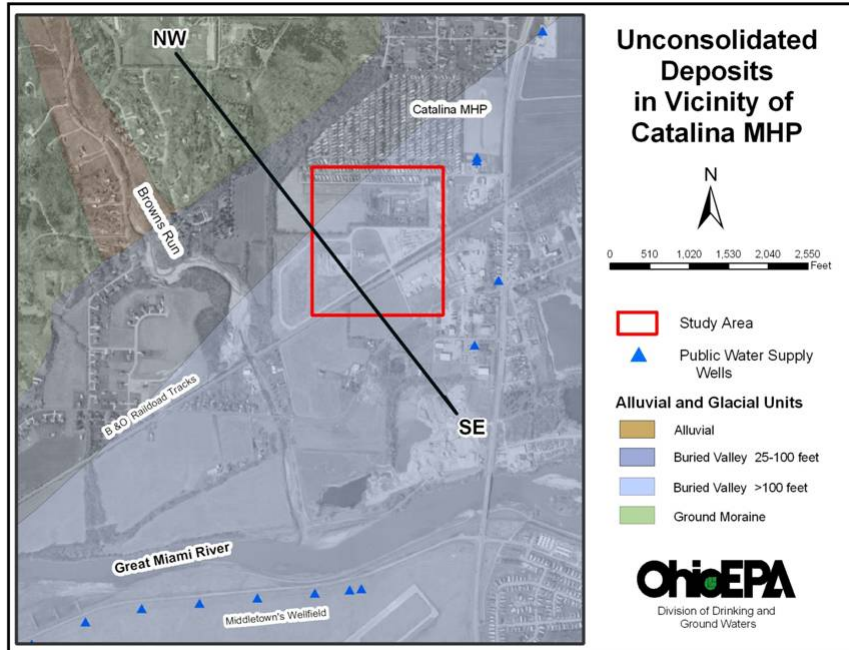 NW
Catalina MHP
Browns Run
B &O Raildoad Tracks
SE
Great Miami River
Middletown's Wellfield
Unconsolidated
Deposits
in Vicinity of
Catalina MHP
N
0 510 1,020 1,530 2,040 2,550
Feet
Study Area
Public Water Supply
Wells
Alluvial and Glacial Units
Alluvial
Buried Valley 25-100 feet
Buried Valley >100 feet
Ground Moraine
OhioEPA
Division of Drinking and
Ground Waters